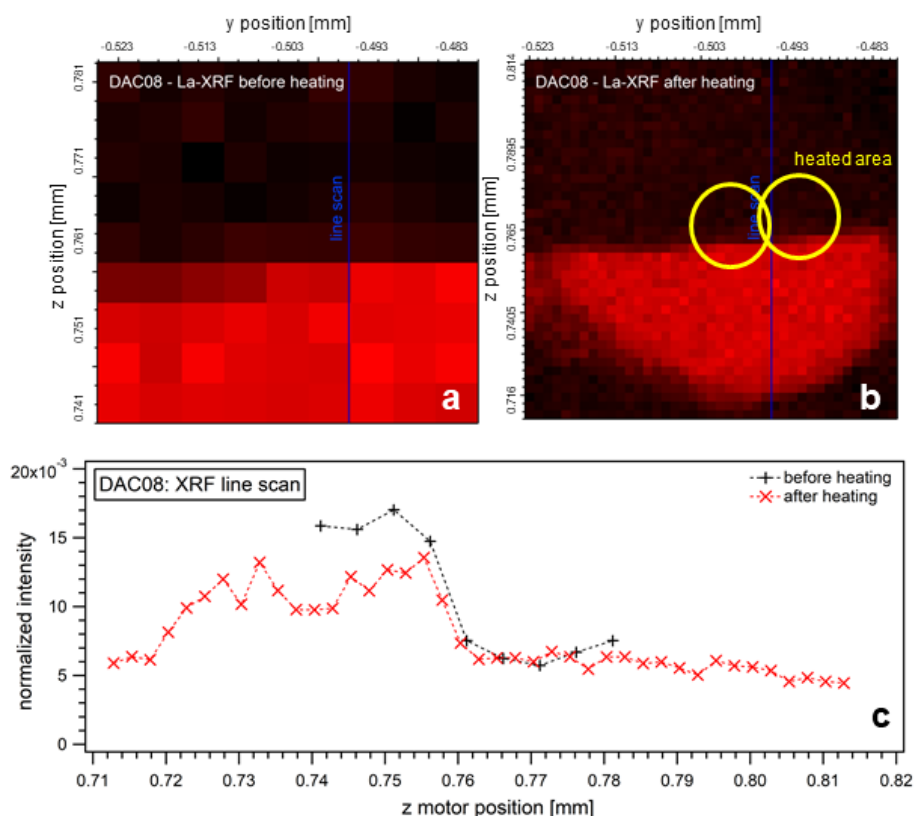 y position [mm]
-0.523 -0.513 -0.503 -0.493 -0.483
z position [mm]
0.781
0.771
0.761
0.751
0.741
DAC08 - La-XRF before heating
line scan
a
y position [mm]
-0.523 -0.513 -0.503 -0.493 -0.483
z position [mm]
0.814
0.7895
0.765
0.7405
0.716
DAC08 - La-XRF after heating
heated area
line scan
b
DAC08: XRF line scan
before heating
after heating
normalized intensity
20x10-3
15
10
5
0
c
0.71 0.72 0.73 0.74 0.75 0.76 0.77 0.78 0.79 0.80 0.81 0.82
z motor position [mm]